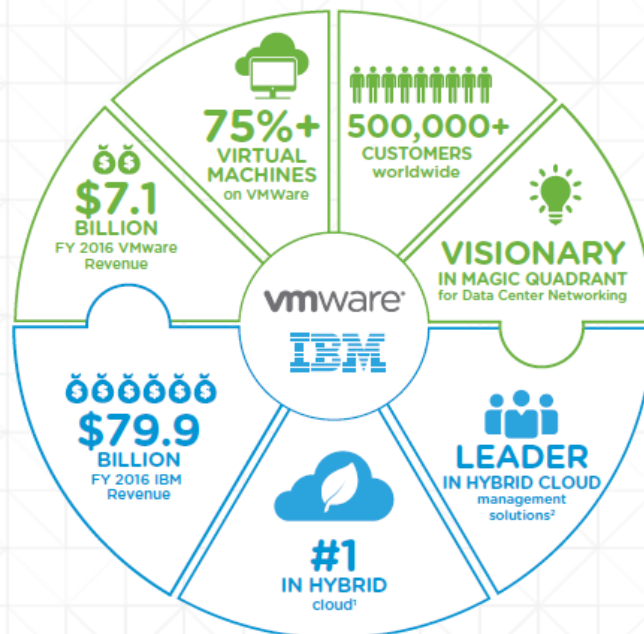 75%+
VIRTUAL
MACHINES
on VMWare
500,000+
CUSTOMERS
worldwide
$ $
$7.1
BILLION
FY 2016 VMware
Revenue
VISIONARY
IN MAGIC QUADRANT
for Data Center Networking
vmware®
IBM
$ $ $ $ $ $
$79.9
BILLION
FY 2016 IBM
Revenue
LEADER
IN HYBRID CLOUD
management
solutions²
#1
IN HYBRID
cloud¹